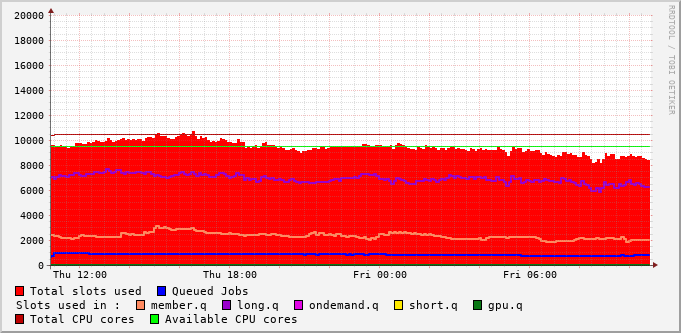 RRDTOOL / TOBI OETIKER
20000
18000
16000
14000
12000
10000
8000
6000
4000
2000
0
Thu 12:00 Thu 18:00 Fri 00:00 Fri 06:00
Total slots used Queued Jobs
Slots used in : member.q long.q ondemand.q short.q gpu.q
Total CPU cores Available CPU cores